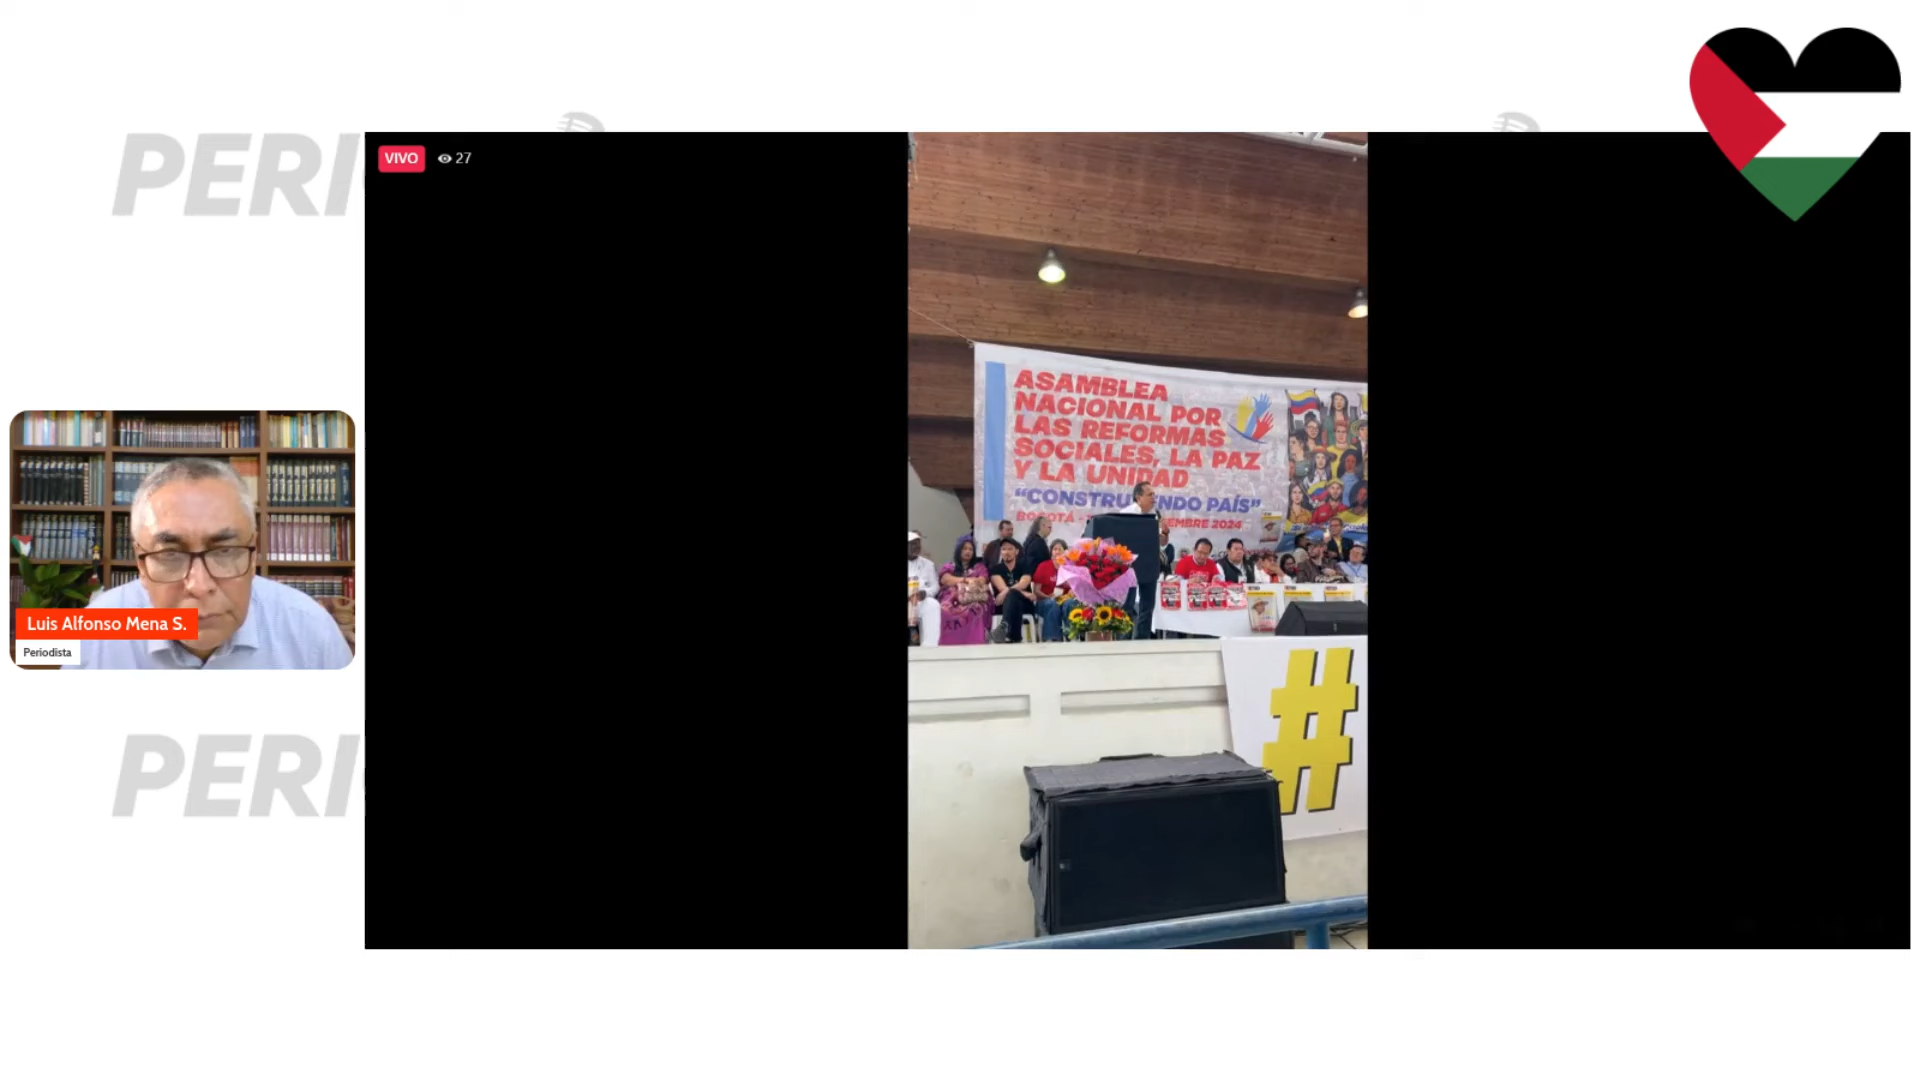 PERI
VIVO
27
ASAMBLEA
NACIONAL POR
LAS REFORMAS
SOCIALES, LA PAZ
Y LA UNIDAD
PAÍS"
2024
#
Luis Alfonso Mena S.
Periodista
PERI